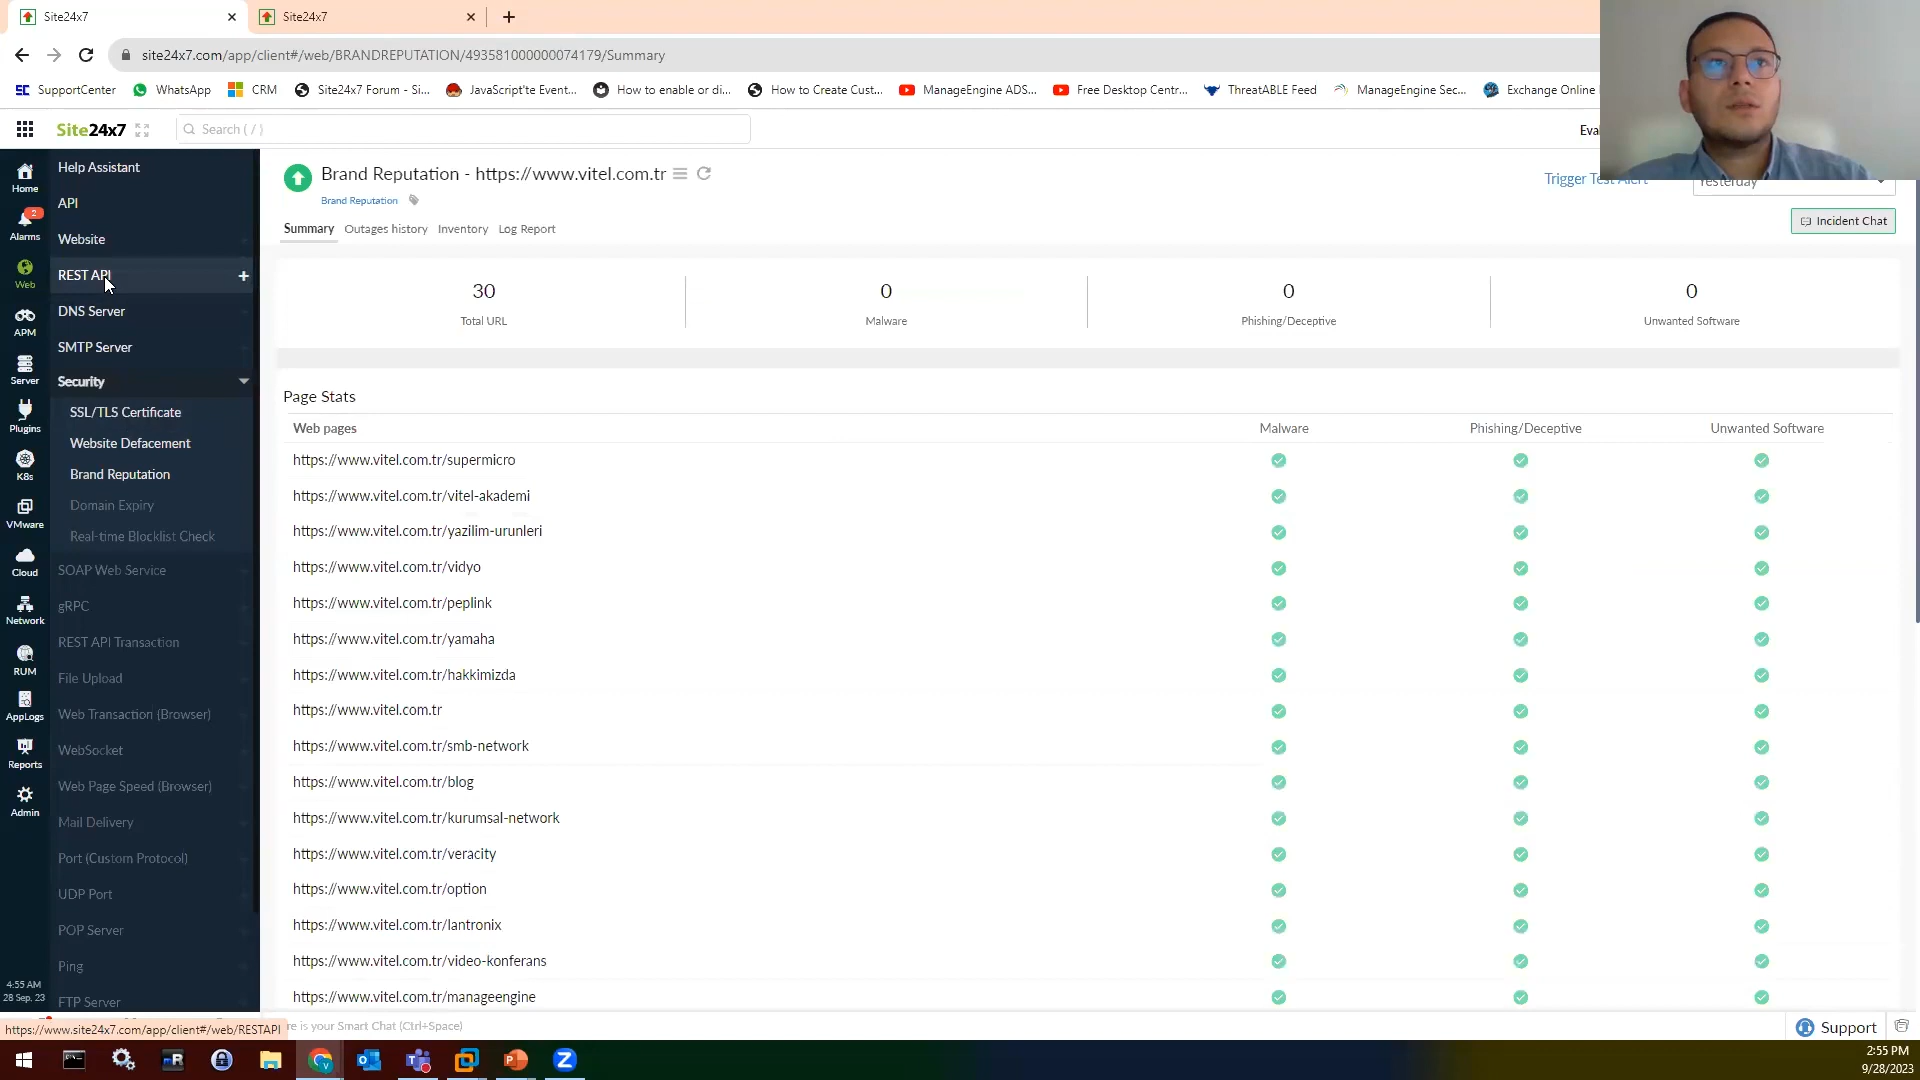 Site24x7
Site24x7
site24x7.com/app/client#/web/BRANDREPUTATION/493581000000074179/Summary
SupportCenter
WhatsApp
CRM
Site24x7 Forum - Si...
JavaScript'te Event...
How to enable or di...
How to Create Cust...
ManageEngine ADS...
Free Desktop Centr...
ThreatABLE Feed
ManageEngine Sec...
Exchange Online
Site24x7
Search ( / )
Home
2
Alarms
Web
APM
Server
Plugins
K8s
VMware
Cloud
Network
RUM
AppLogs
Reports
Admin
4:55 AM
28 Sep, 23
Help Assistant
API
Website
REST API
DNS Server
SMTP Server
Security
SSL/TLS Certificate
Website Defacement
Brand Reputation
Domain Expiry
Real-time Blocklist Check
SOAP Web Service
gRPC
REST API Transaction
File Upload
Web Transaction (Browser)
WebSocket
Web Page Speed (Browser)
Mail Delivery
Port (Custom Protocol)
UDP Port
POP Server
Ping
FTP Server
Brand Reputation - https://www.vitel.com.tr
Brand Reputation
Trigger Test Alert
Yesterday
Incident Chat
Summary
Outages history
Inventory
Log Report
30
Total URL
0
Malware
0
Phishing/Deceptive
0
Unwanted Software
Page Stats
Web pages
Malware
Phishing/Deceptive
Unwanted Software
https://www.vitel.com.tr/supermicro
https://www.vitel.com.tr/vitel-akademi
https://www.vitel.com.tr/yazilim-urunleri
https://www.vitel.com.tr/vidyo
https://www.vitel.com.tr/peplink
https://www.vitel.com.tr/yamaha
https://www.vitel.com.tr/hakkimizda
https://www.vitel.com.tr
https://www.vitel.com.tr/smb-network
https://www.vitel.com.tr/blog
https://www.vitel.com.tr/kurumsal-network
https://www.vitel.com.tr/veracity
https://www.vitel.com.tr/option
https://www.vitel.com.tr/lantronix
https://www.vitel.com.tr/video-konferans
https://www.vitel.com.tr/manageengine
https://www.site24x7.com/app/client#/web/RESTAPI
re is your Smart Chat (Ctrl+Space)
Support
2:55 PM
9/28/2023